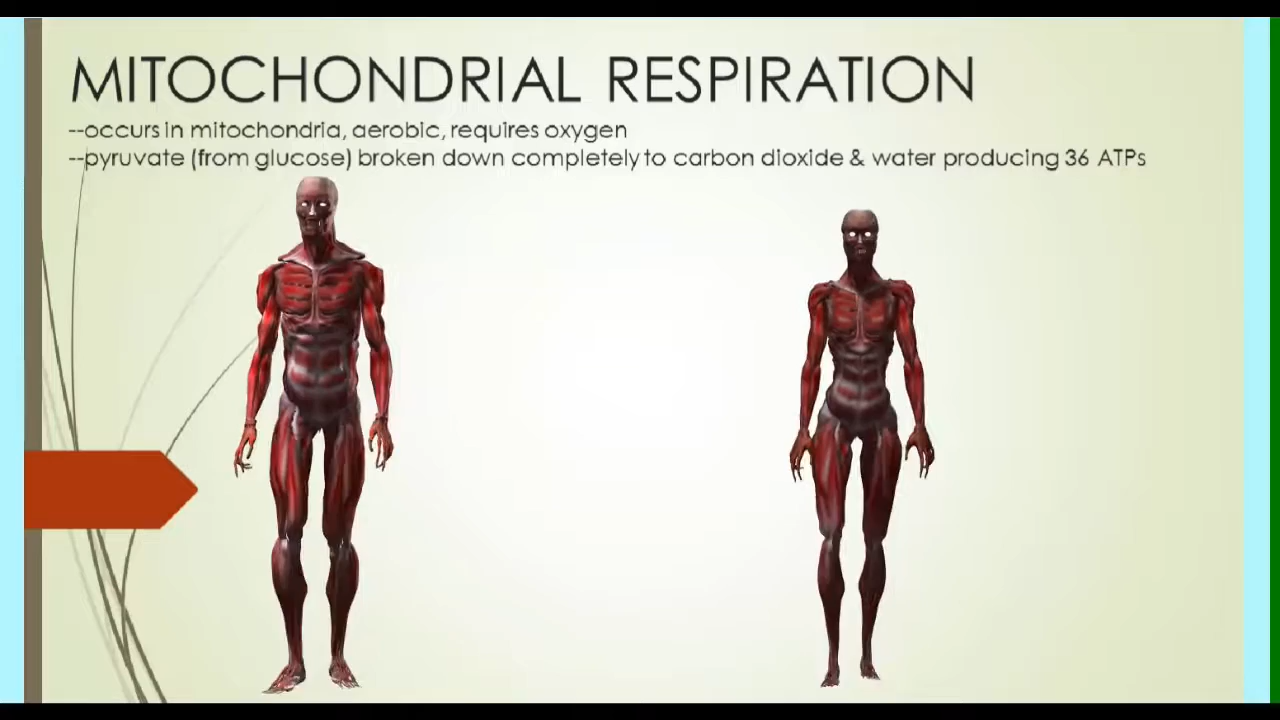 MITOCHONDRIAL RESPIRATION
--occurs in mitochondria, aerobic, requires oxygen
--pyruvate (from glucose) broken down completely to carbon dioxide & water producing 36 ATPs